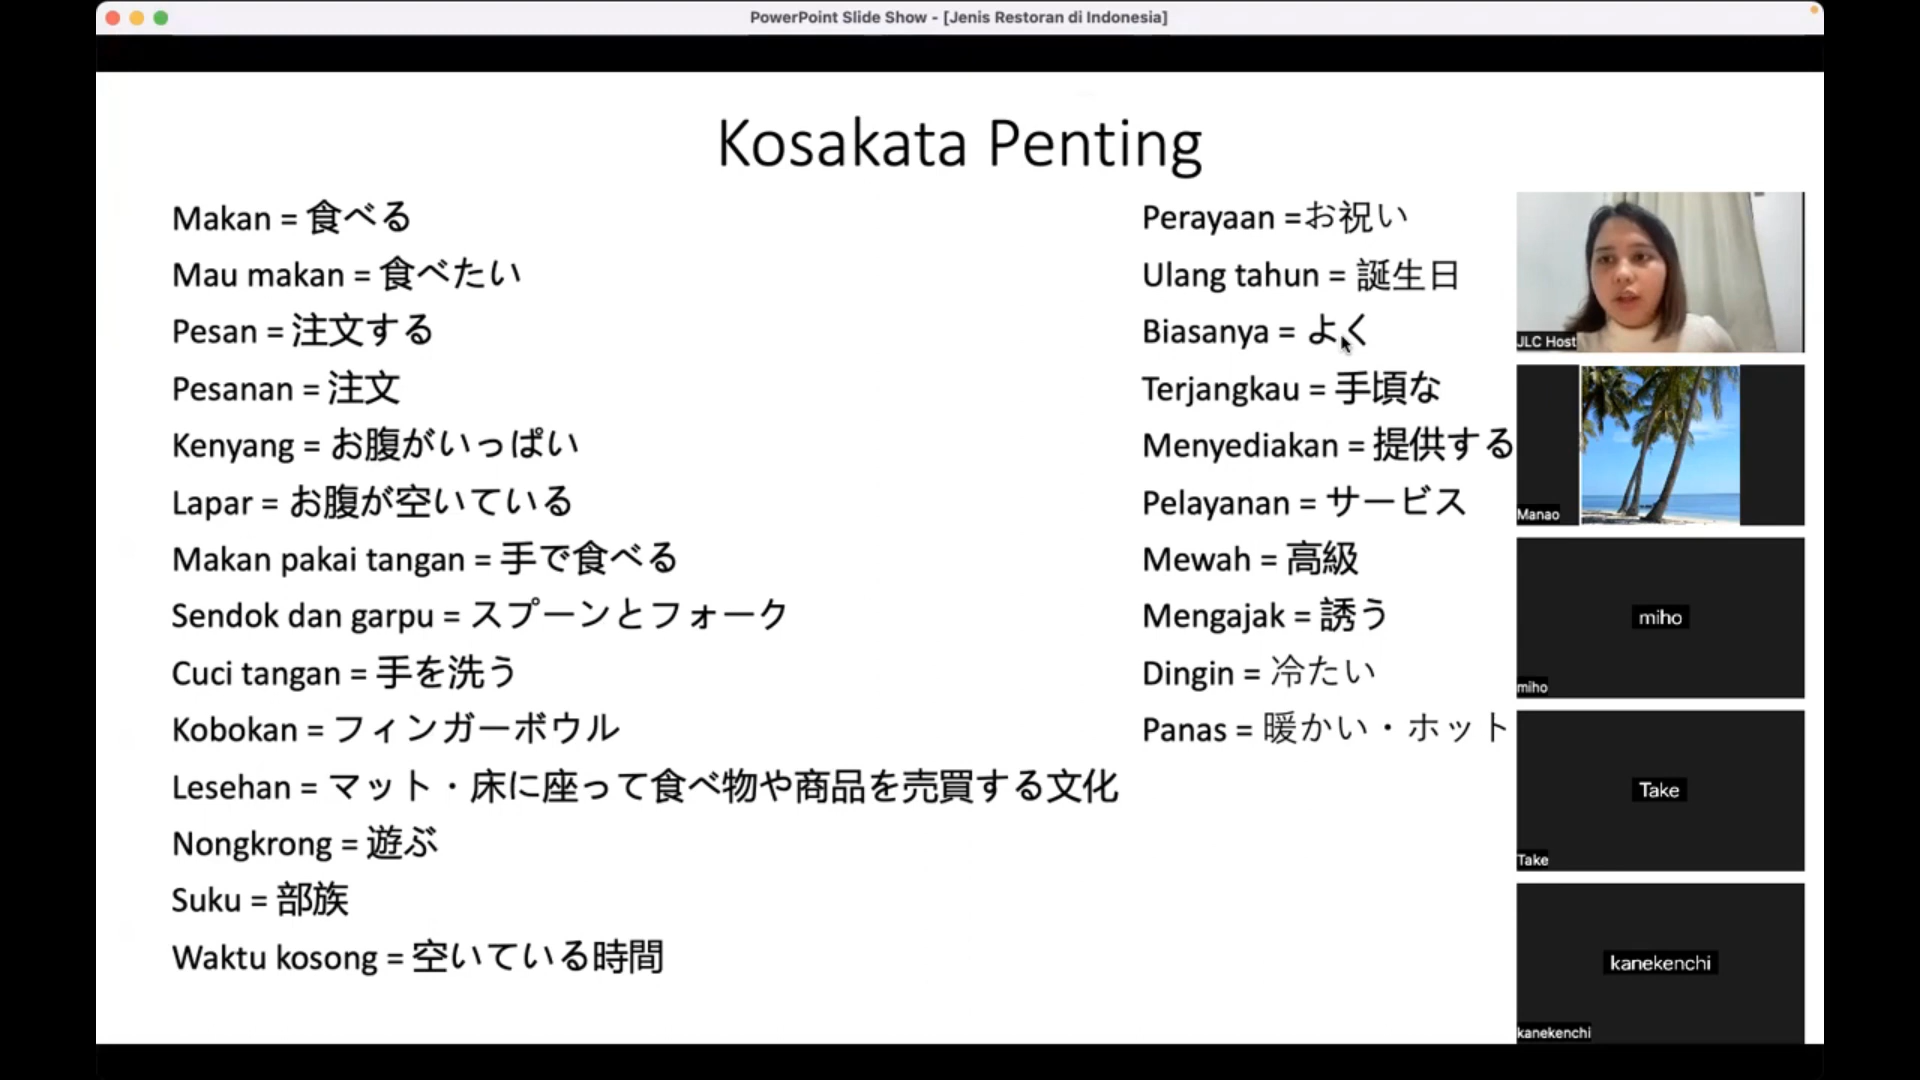 PowerPoint Slide Show - [Jenis Restoran di Indonesia]
Kosakata Penting
Makan = 食べる
Mau makan = 食べたい
Pesan = 注文する
Pesanan = 注文
Kenyang = お腹がいっぱい
Lapar = お腹が空いている
Makan pakai tangan = 手で食べる
Sendok dan garpu = スプーンとフォーク
Cuci tangan = 手を洗う
Kobokan = フィンガーボウル
Lesehan = マット・床に座って食べ物や商品を売買する文化
Nongkrong = 遊ぶ
Suku = 部族
Waktu kosong = 空いている時間
Perayaan =お祝い
Ulang tahun = 誕生日
Biasanya = よく
Terjangkau = 手頃な
Menyediakan = 提供する
Pelayanan = サービス
Mewah = 高級
Mengajak = 誘う
Dingin = 冷たい
Panas = 暖かい・ホット
JLC Host
Manao
miho
miho
Take
Take
kanekenchi
kanekenchi